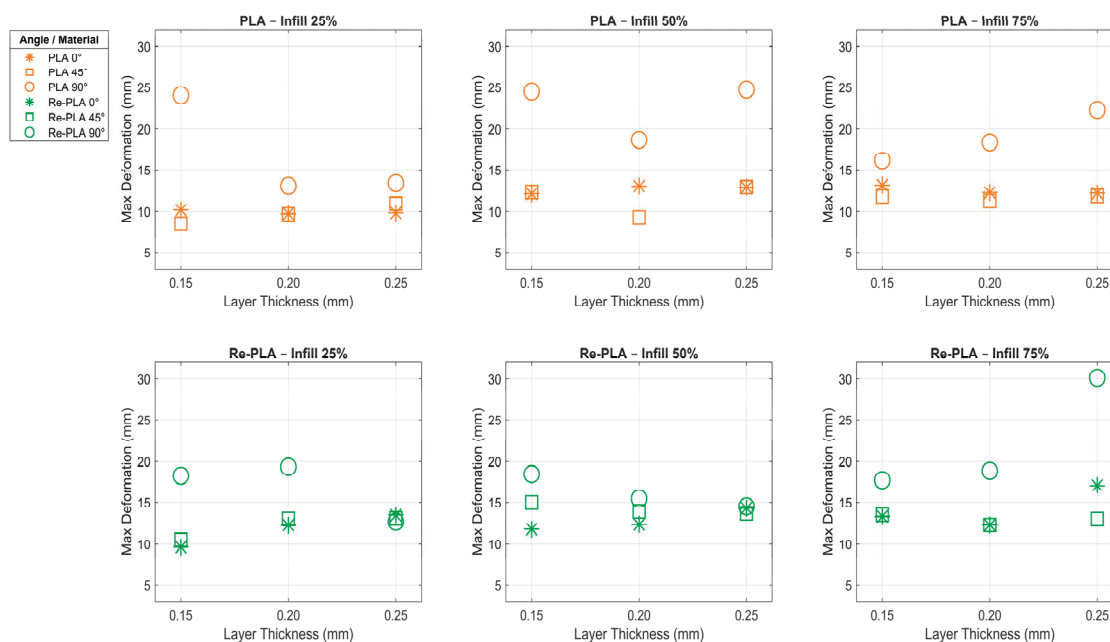 PLA – Infill 25%
PLA – Infill 50%
PLA – Infill 75%
Angle / Material
PLA 0°
PLA 45°
PLA 90°
Re-PLA 0°
Re-PLA 45°
Re-PLA 90°
Max Deformation (mm)
30
25
20
15
10
5
0.15
0.20
0.25
Layer Thickness (mm)
Max Deformation (mm)
30
25
20
15
10
5
0.15
0.20
0.25
Layer Thickness (mm)
Max Deformation (mm)
30
25
20
15
10
5
0.15
0.20
0.25
Layer Thickness (mm)
Re-PLA – Infill 25%
Re-PLA – Infill 50%
Re-PLA – Infill 75%
Max Deformation (mm)
30
25
20
15
10
5
0.15
0.20
0.25
Layer Thickness (mm)
Max Deformation (mm)
30
25
20
15
10
5
0.15
0.20
0.25
Layer Thickness (mm)
Max Deformation (mm)
30
25
20
15
10
5
0.15
0.20
0.25
Layer Thickness (mm)